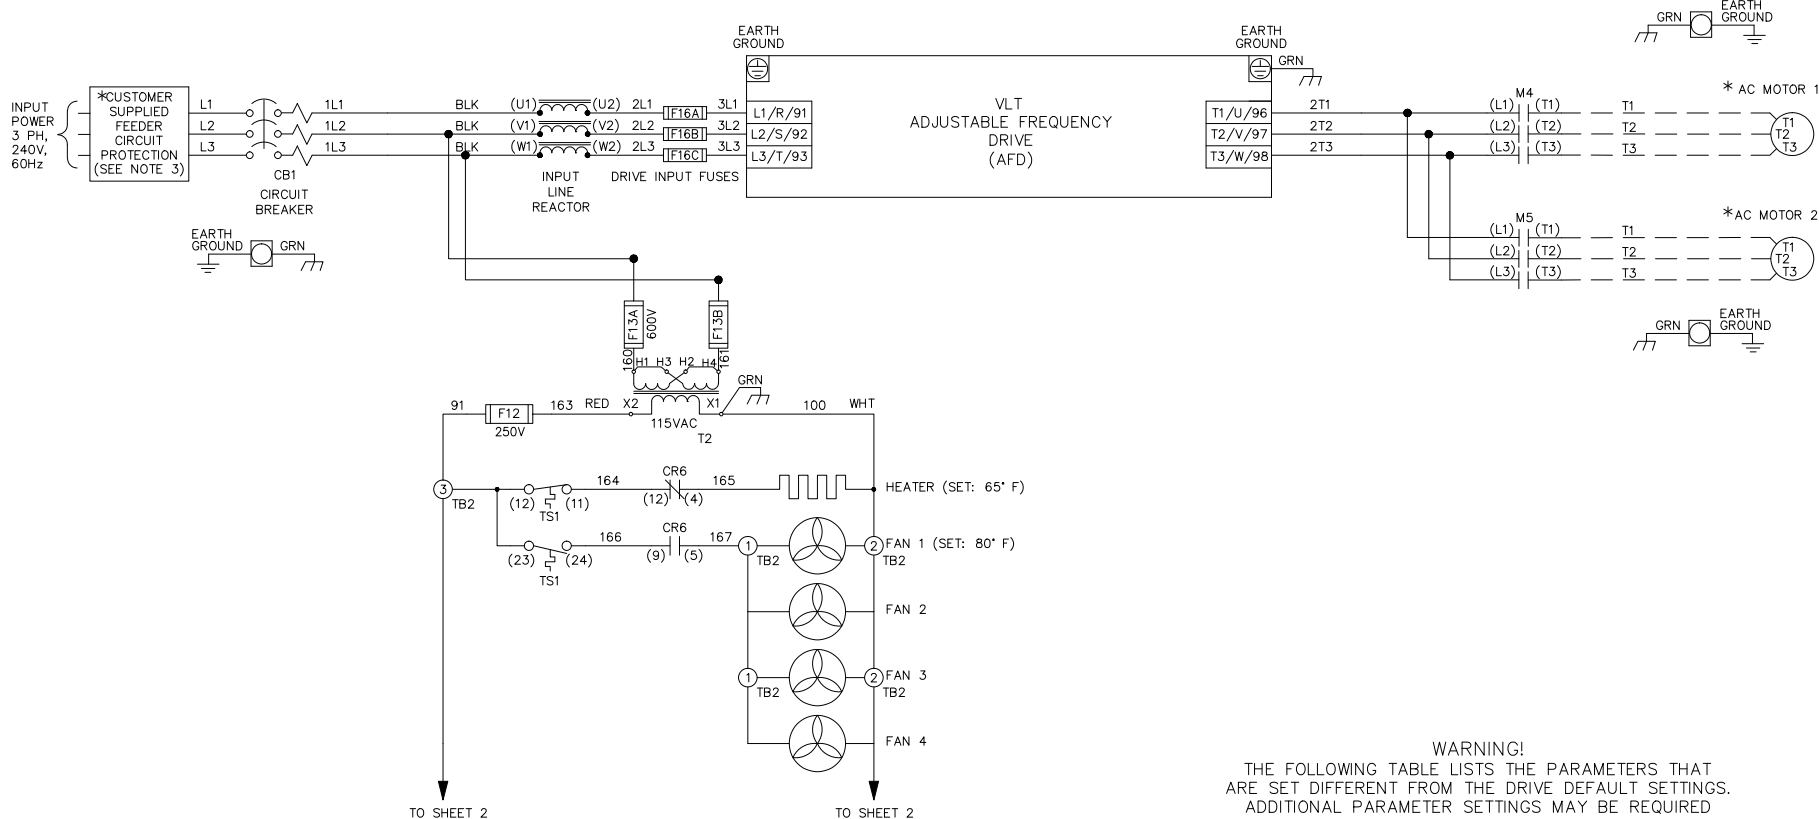 INPUT
POWER
3 PH,
240V,
60Hz
*CUSTOMER
SUPPLIED
FEEDER
CIRCUIT
PROTECTION
(SEE NOTE 3)
L1
L2
L3
CB1
CIRCUIT
BREAKER
1L1
1L2
1L3
BLK
BLK
BLK
(U1) (U2)
(V1) (V2)
(W1) (W2)
INPUT
LINE
REACTOR
2L1
2L2
2L3
F16A
F16B
F16C
DRIVE INPUT FUSES
3L1
3L2
3L3
EARTH
GROUND
L1/R/91
L2/S/92
L3/T/93
VLT
ADJUSTABLE FREQUENCY
DRIVE
(AFD)
EARTH
GROUND
GRN
T1/U/96
T2/V/97
T3/W/98
2T1
2T2
2T3
GRN
EARTH
GROUND
M4
(L1) (T1)
(L2) (T2)
(L3) (T3)
T1
T2
T3
* AC MOTOR 1
T1
T2
T3
M5
(L1) (T1)
(L2) (T2)
(L3) (T3)
T1
T2
T3
*AC MOTOR 2
T1
T2
T3
GRN
EARTH
GROUND
EARTH
GROUND
GRN
F13A
600V
F13B
160
161
H1 H3 H2 H4
GRN
91
F12
250V
163 RED X2
X1
115VAC
T2
100 WHT
3
TB2
(12) (11)
TS1
164
CR6
(12) (4)
165
HEATER (SET: 65° F)
(23) (24)
TS1
166
CR6
(9) (5)
167
1
TB2
2
TB2
FAN 1 (SET: 80° F)
FAN 2
1
TB2
2
TB2
FAN 3
FAN 4
TO SHEET 2
TO SHEET 2
WARNING!
THE FOLLOWING TABLE LISTS THE PARAMETERS THAT
ARE SET DIFFERENT FROM THE DRIVE DEFAULT SETTINGS.
ADDITIONAL PARAMETER SETTINGS MAY BE REQUIRED